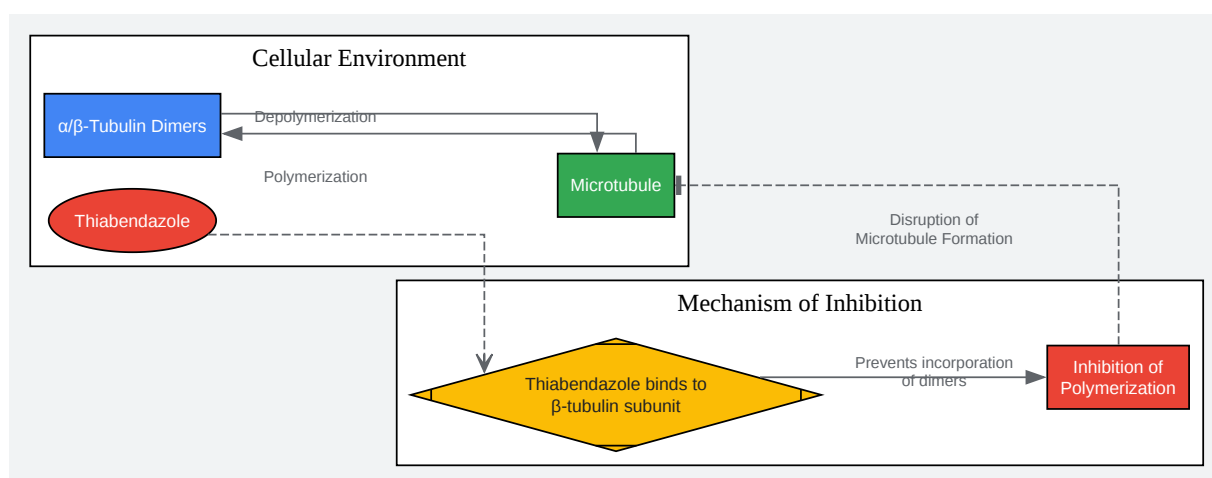 Cellular Environment
α/β-Tubulin Dimers
Depolymerization
Polymerization
Microtubule
Thiabendazole
Disruption of
Microtubule Formation
Mechanism of Inhibition
Thiabendazole binds to
β-tubulin subunit
Prevents incorporation
of dimers
Inhibition of
Polymerization